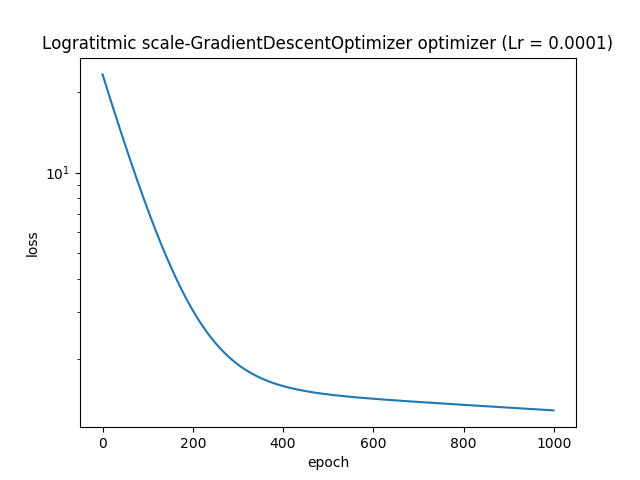 Logratitmic scale-GradientDescentOptimizer optimizer (Lr = 0.0001)
10¹
loss
0 200 400 600 800 1000
epoch